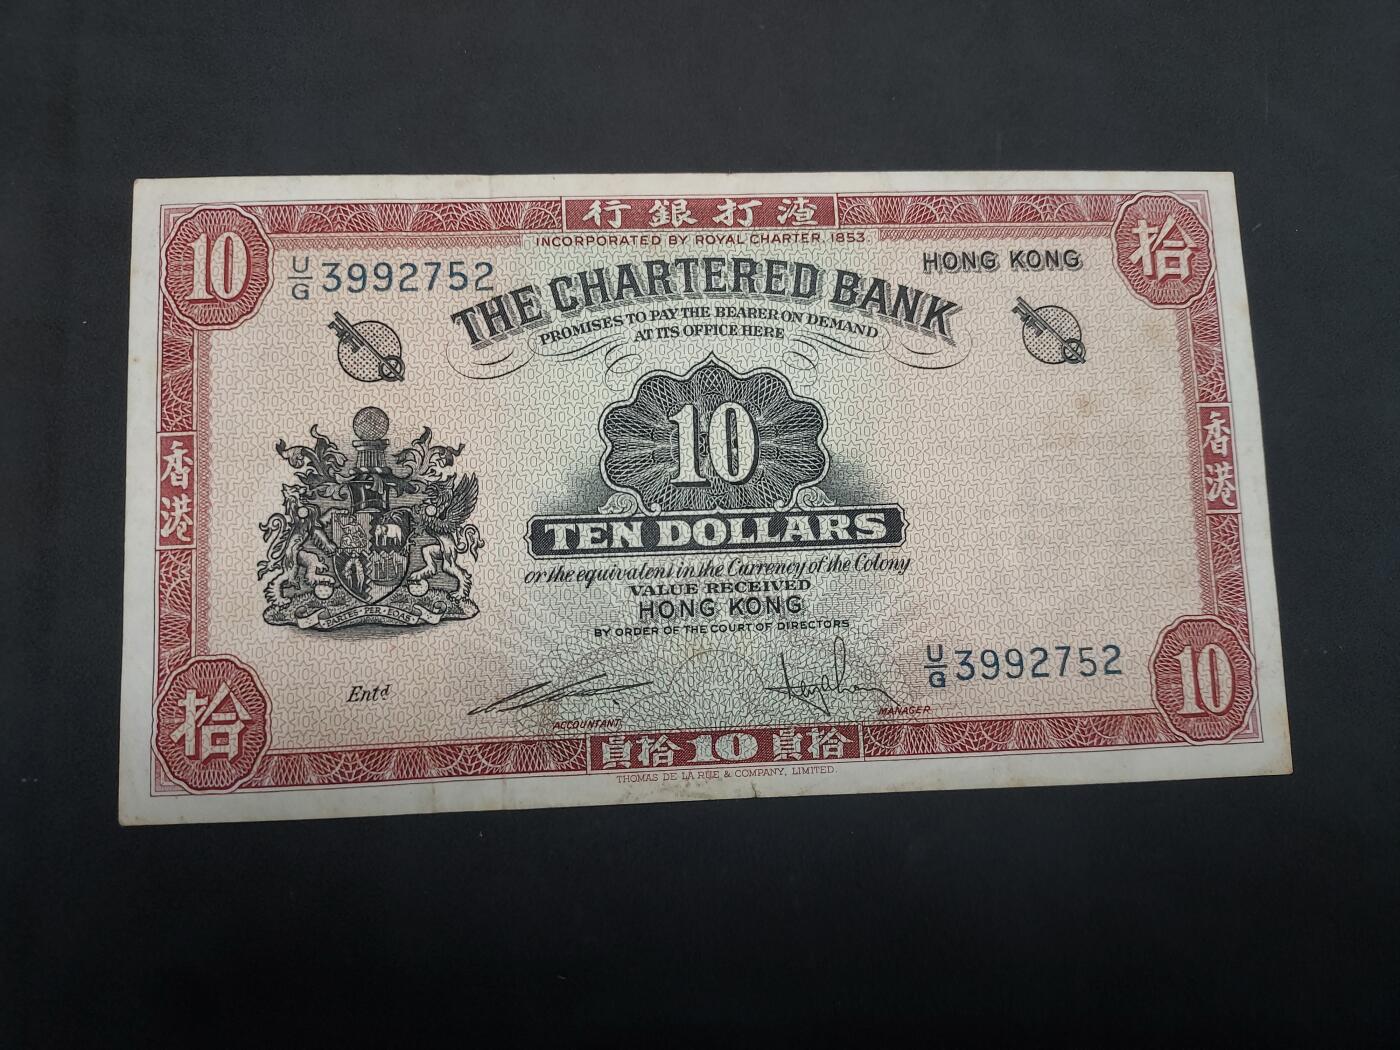 行銀打渣
INCORPORATED BY ROYAL CHARTER. 1853.
10
拾
U/G 3992752
HONG KONG
THE CHARTERED BANK
PROMISES TO PAY THE BEARER ON DEMAND
AT ITS OFFICE HERE
10
香港
香港
TEN DOLLARS
or the equivalent in the Currency of the Colony
VALUE RECEIVED
HONG KONG
BY ORDER OF THE COURT OF DIRECTORS
PARTES PER EQUAS
U/G 3992752
Entd
ACCOUNTANT
MANAGER
拾
10
員拾 10 員拾
THOMAS DE LA RUE & COMPANY, LIMITED.